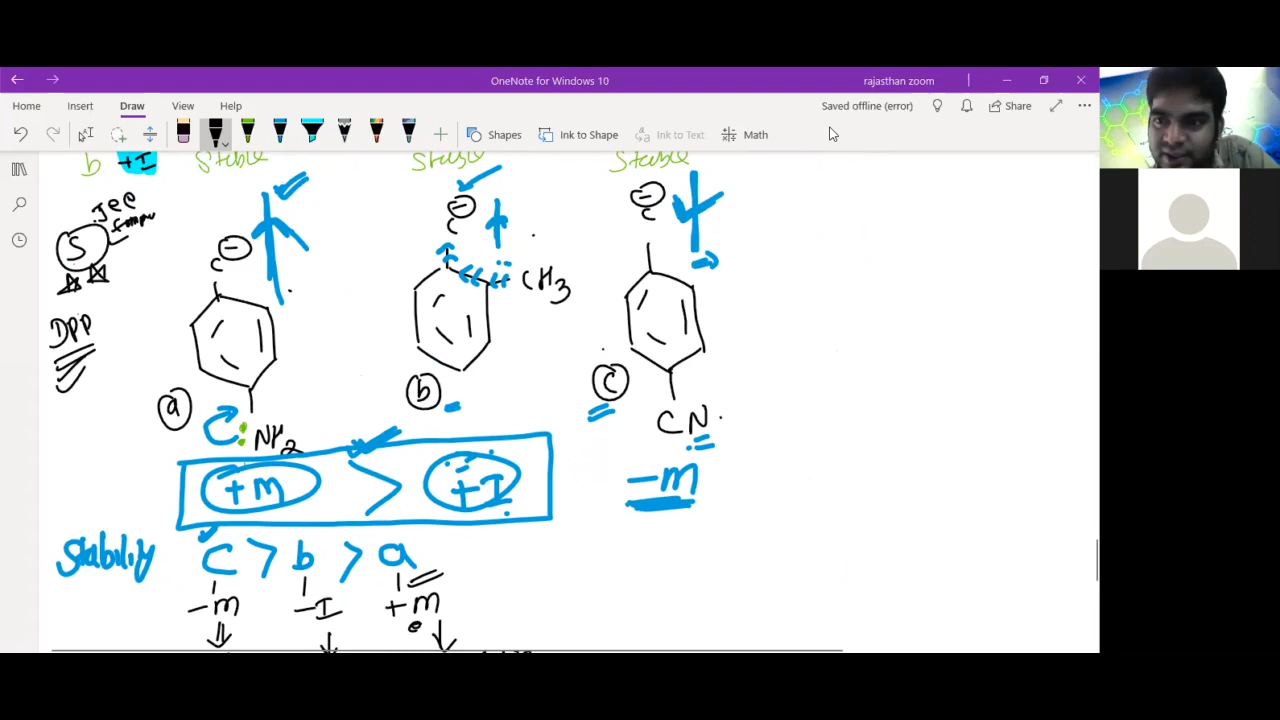 OneNote for Windows 10
rajasthan zoom
Home Insert Draw View Help
Saved offline (error)
Share
Shapes
Ink to Shape
Ink to Text
Math
b +I
Stable
Stable
Stable
JEE
S
DPP
C
C
C
CH3
a
NH2
b
C
CN
+m > +I
-m
Stability C > b > a
-m -I +m
e